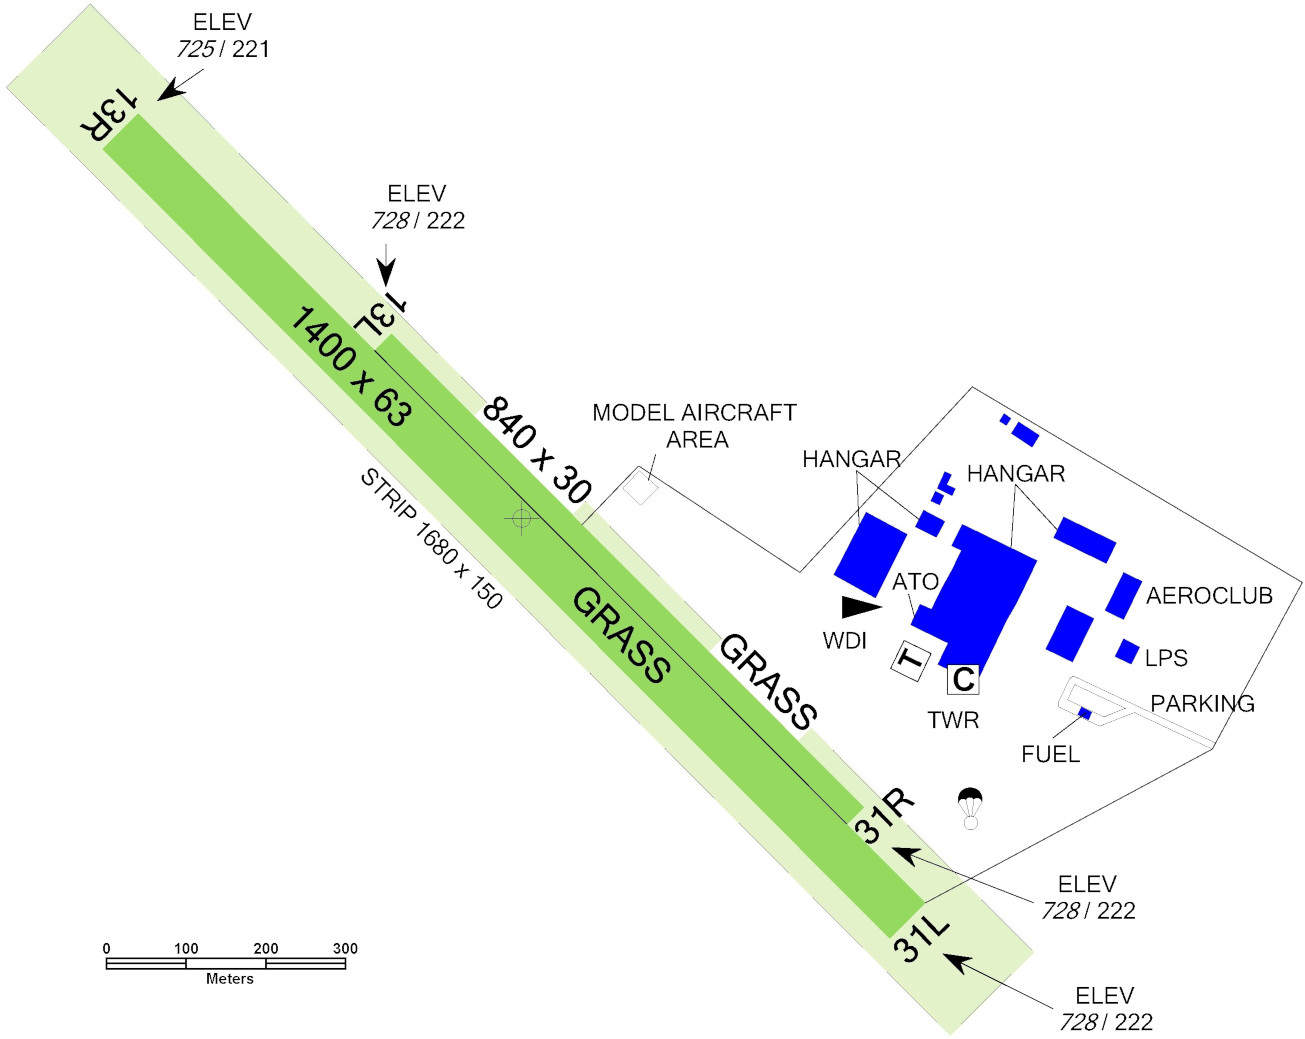 ELEV
725 / 221
13R
ELEV
728 / 222
13L
1400 x 63
840 x 30
MODEL AIRCRAFT
AREA
HANGAR
HANGAR
STRIP 1680 x 150
GRASS
GRASS
ATO
AEROCLUB
WDI
T
C
LPS
TWR
PARKING
FUEL
31R
ELEV
728 / 222
31L
ELEV
728 / 222
0 100 200 300
Meters